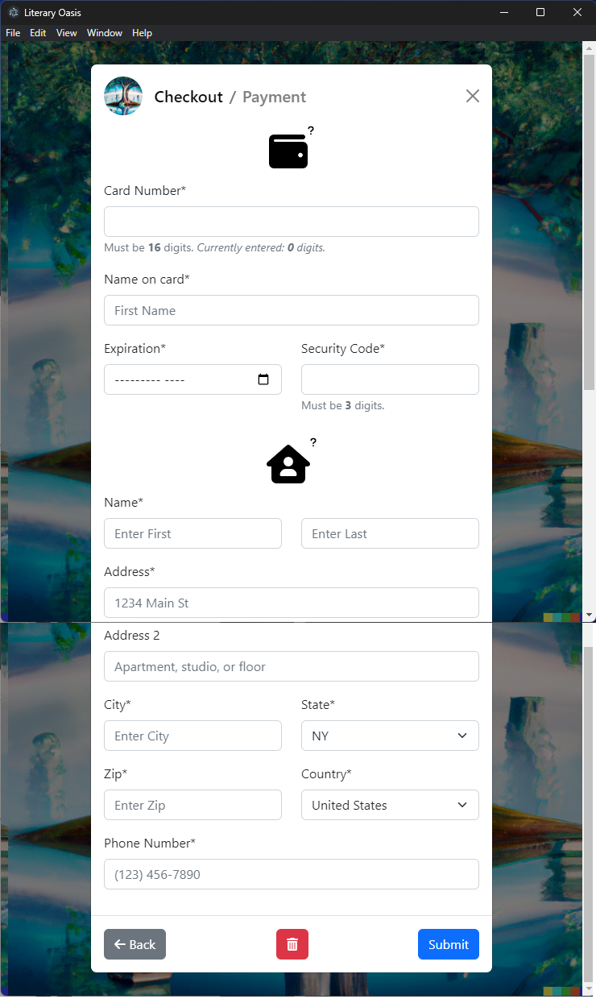 Literary Oasis
File Edit View Window Help
Checkout / Payment
?
Card Number*
Must be 16 digits. Currently entered: 0 digits.
Name on card*
First Name
Expiration* Security Code*
--------- ----
Must be 3 digits.
?
Name*
Enter First Enter Last
Address*
1234 Main St
Address 2
Apartment, studio, or floor
City* State*
Enter City NY
Zip* Country*
Enter Zip United States
Phone Number*
(123) 456-7890
Back Submit